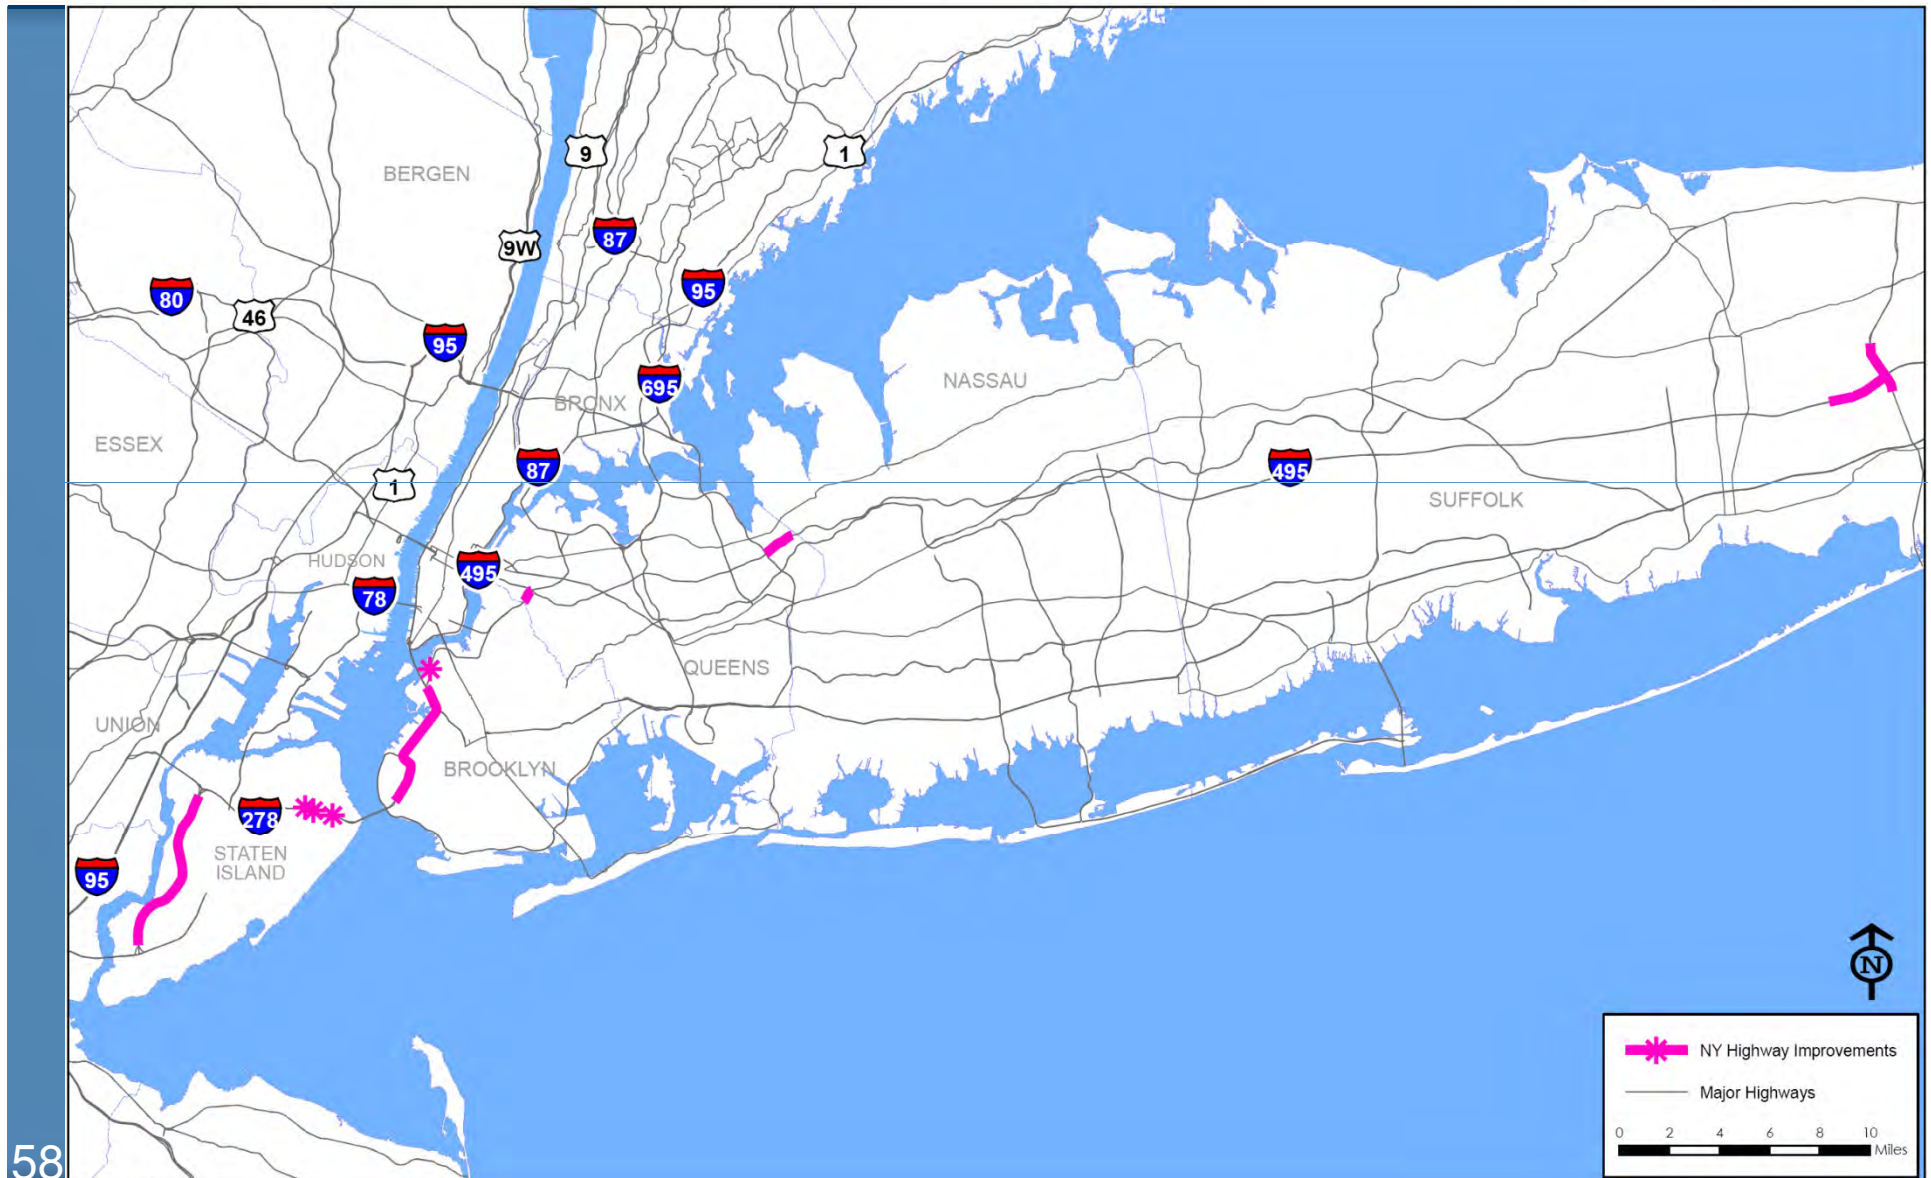 9
1
BERGEN
87
9W
95
80
46
95
695
NASSAU
BRONX
ESSEX
87
495
1
SUFFOLK
HUDSON
495
78
QUEENS
UNION
BROOKLYN
278
STATEN
ISLAND
95
N
NY Highway Improvements
Major Highways
0 2 4 6 8 10
Miles
58